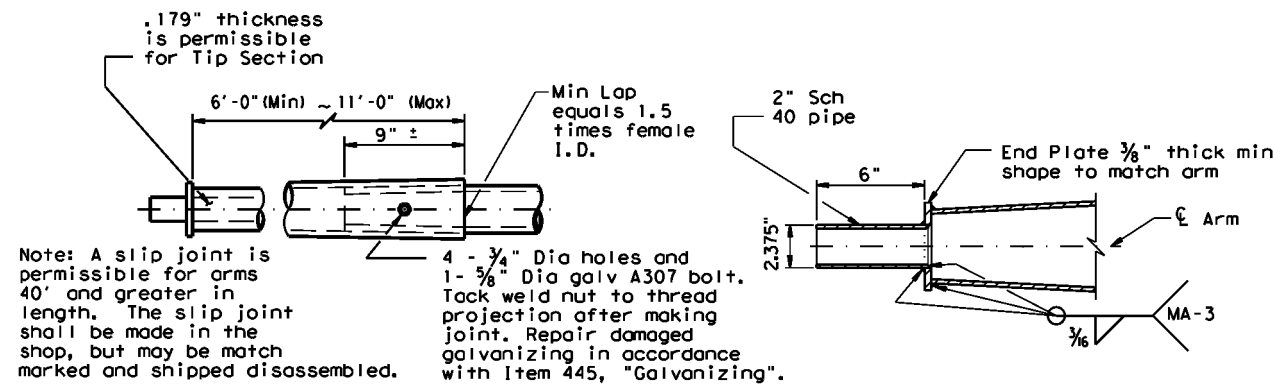 .179" thickness
is permissible
for Tip Section
6'-0"(Min) ~ 11'-0" (Max)
9" ±
Min Lap
equals 1.5
times female
I.D.
Note: A slip joint is
permissible for arms
40' and greater in
length. The slip joint
shall be made in the
shop, but may be match
marked and shipped disassembled.
4 - ¾" Dia holes and
1- ⅝" Dia galv A307 bolt.
Tack weld nut to thread
projection after making
joint. Repair damaged
galvanizing in accordance
with Item 445, "Galvanizing".
2" Sch
40 pipe
6"
2.375"
End Plate ⅜" thick min
shape to match arm
℄ Arm
3/16
MA-3